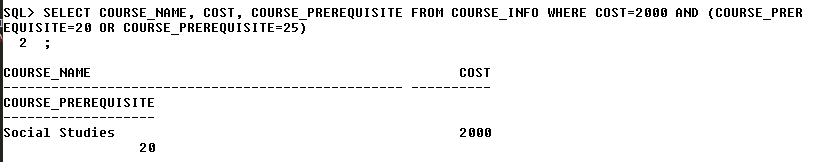 SQL> SELECT COURSE_NAME, COST, COURSE_PREREQUISITE FROM COURSE_INFO WHERE COST=2000 AND (COURSE_PRER
EQUISITE=20 OR COURSE_PREREQUISITE=25)
  2  ;
COURSE_NAME                                              COST
-------------------------------------------------- ----------
COURSE_PREREQUISITE
-------------------
Social Studies                                           2000
                 20